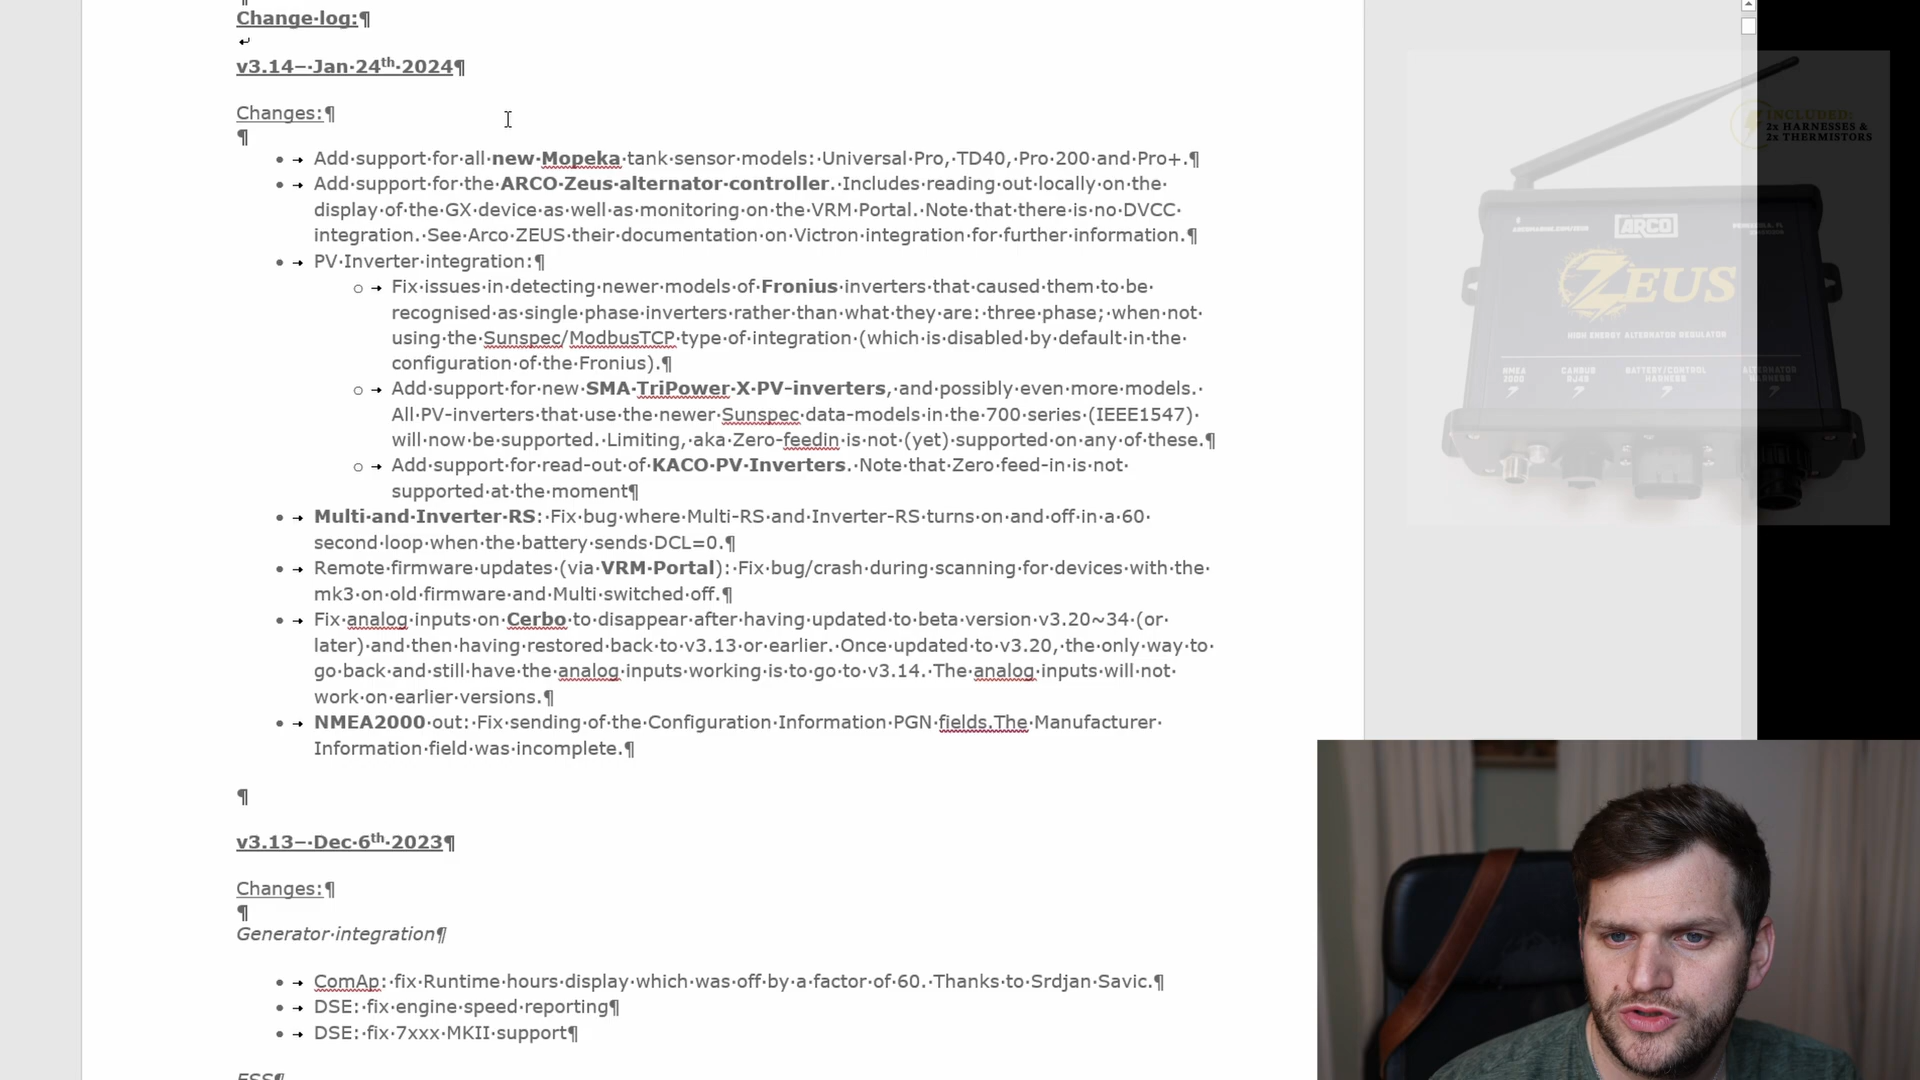 Change log:
v3.14– Jan 24th 2024
Changes:
Add support for all new Mopeka tank sensor models: Universal Pro, TD40, Pro 200 and Pro+.
Add support for the ARCO Zeus alternator controller. Includes reading out locally on the
display of the GX device as well as monitoring on the VRM Portal. Note that there is no DVCC
integration. See Arco ZEUS their documentation on Victron integration for further information.
PV Inverter integration:
Fix issues in detecting newer models of Fronius inverters that caused them to be
recognised as single phase inverters rather than what they are: three phase; when not
using the Sunspec/ModbusTCP type of integration (which is disabled by default in the
configuration of the Fronius).
Add support for new SMA TriPower X PV-inverters, and possibly even more models.
All PV-inverters that use the newer Sunspec data-models in the 700 series (IEEE1547)
will now be supported. Limiting, aka Zero-feedin is not (yet) supported on any of these.
Add support for read-out of KACO PV Inverters. Note that Zero feed-in is not
supported at the moment
Multi and Inverter RS: Fix bug where Multi-RS and Inverter-RS turns on and off in a 60
second loop when the battery sends DCL=0.
Remote firmware updates (via VRM Portal): Fix bug/crash during scanning for devices with the
mk3 on old firmware and Multi switched off.
Fix analog inputs on Cerbo to disappear after having updated to beta version v3.20~34 (or
later) and then having restored back to v3.13 or earlier. Once updated to v3.20, the only way to
go back and still have the analog inputs working is to go to v3.14. The analog inputs will not
work on earlier versions.
NMEA2000 out: Fix sending of the Configuration Information PGN fields.The Manufacturer
Information field was incomplete.
v3.13– Dec 6th 2023
Changes:
Generator integration
ComAp: fix Runtime hours display which was off by a factor of 60. Thanks to Srdjan Savic.
DSE: fix engine speed reporting
DSE: fix 7xxx MKII support
ESS
INCLUDED:
2x HARNESSES &
2x THERMISTORS
ARCO
ZEUS
HIGH ENERGY ALTERNATOR REGULATOR
NMEA
2000
CANBUS
RJ45
BATTERY/CONTROL
HARNESS
ALTERNATOR
HARNESS